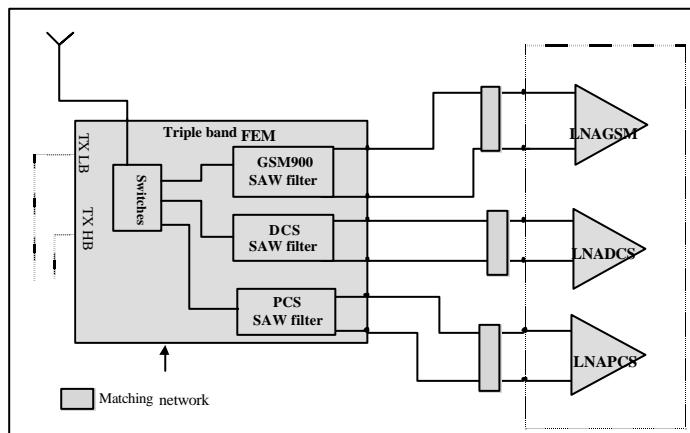 Triple band FEM
TX LB
TX HB
Switches
GSM900
SAW filter
DCS
SAW filter
PCS
SAW filter
LNAGSM
LNADCS
LNAPCS
Matching network